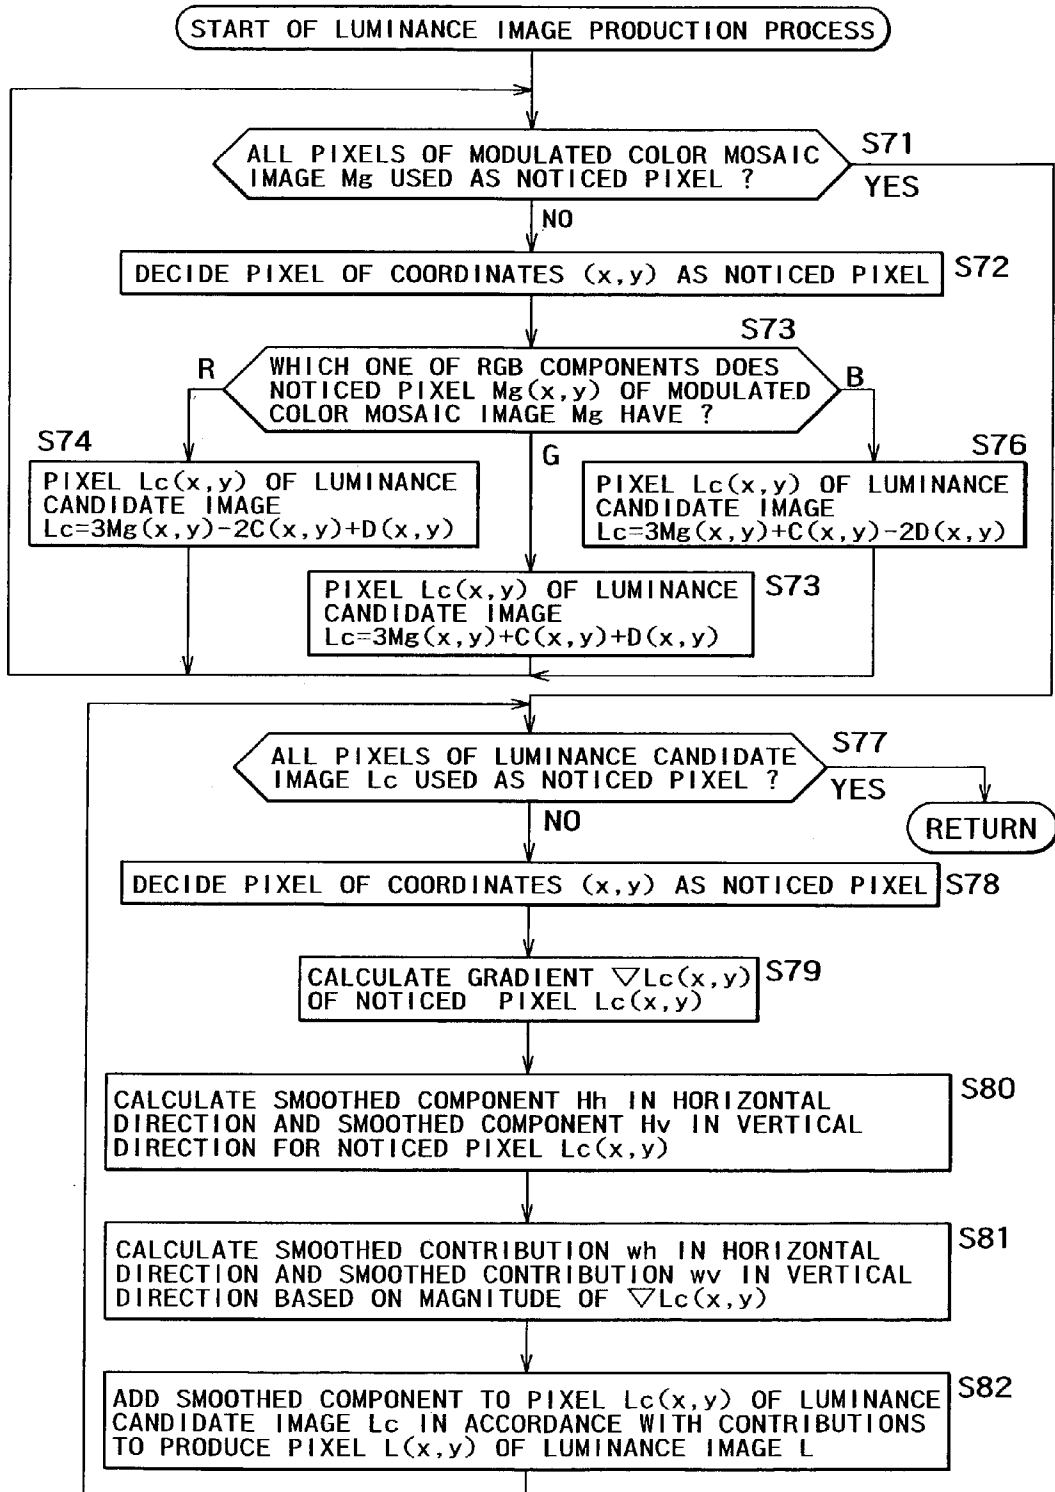 START OF LUMINANCE IMAGE PRODUCTION PROCESS
S71
ALL PIXELS OF MODULATED COLOR MOSAIC
IMAGE Mg USED AS NOTICED PIXEL ?
YES
NO
DECIDE PIXEL OF COORDINATES (x,y) AS NOTICED PIXEL
S72
S73
R
WHICH ONE OF RGB COMPONENTS DOES
NOTICED PIXEL Mg(x,y) OF MODULATED
COLOR MOSAIC IMAGE Mg HAVE ?
B
S74
G
S76
PIXEL Lc(x,y) OF LUMINANCE
CANDIDATE IMAGE
Lc=3Mg(x,y)-2C(x,y)+D(x,y)
PIXEL Lc(x,y) OF LUMINANCE
CANDIDATE IMAGE
Lc=3Mg(x,y)+C(x,y)-2D(x,y)
S73
PIXEL Lc(x,y) OF LUMINANCE
CANDIDATE IMAGE
Lc=3Mg(x,y)+C(x,y)+D(x,y)
S77
ALL PIXELS OF LUMINANCE CANDIDATE
IMAGE Lc USED AS NOTICED PIXEL ?
YES
NO
RETURN
DECIDE PIXEL OF COORDINATES (x,y) AS NOTICED PIXEL
S78
S79
CALCULATE GRADIENT ▽Lc(x,y)
OF NOTICED PIXEL Lc(x,y)
S80
CALCULATE SMOOTHED COMPONENT Hh IN HORIZONTAL
DIRECTION AND SMOOTHED COMPONENT Hv IN VERTICAL
DIRECTION FOR NOTICED PIXEL Lc(x,y)
S81
CALCULATE SMOOTHED CONTRIBUTION wh IN HORIZONTAL
DIRECTION AND SMOOTHED CONTRIBUTION wv IN VERTICAL
DIRECTION BASED ON MAGNITUDE OF ▽Lc(x,y)
S82
ADD SMOOTHED COMPONENT TO PIXEL Lc(x,y) OF LUMINANCE
CANDIDATE IMAGE Lc IN ACCORDANCE WITH CONTRIBUTIONS
TO PRODUCE PIXEL L(x,y) OF LUMINANCE IMAGE L